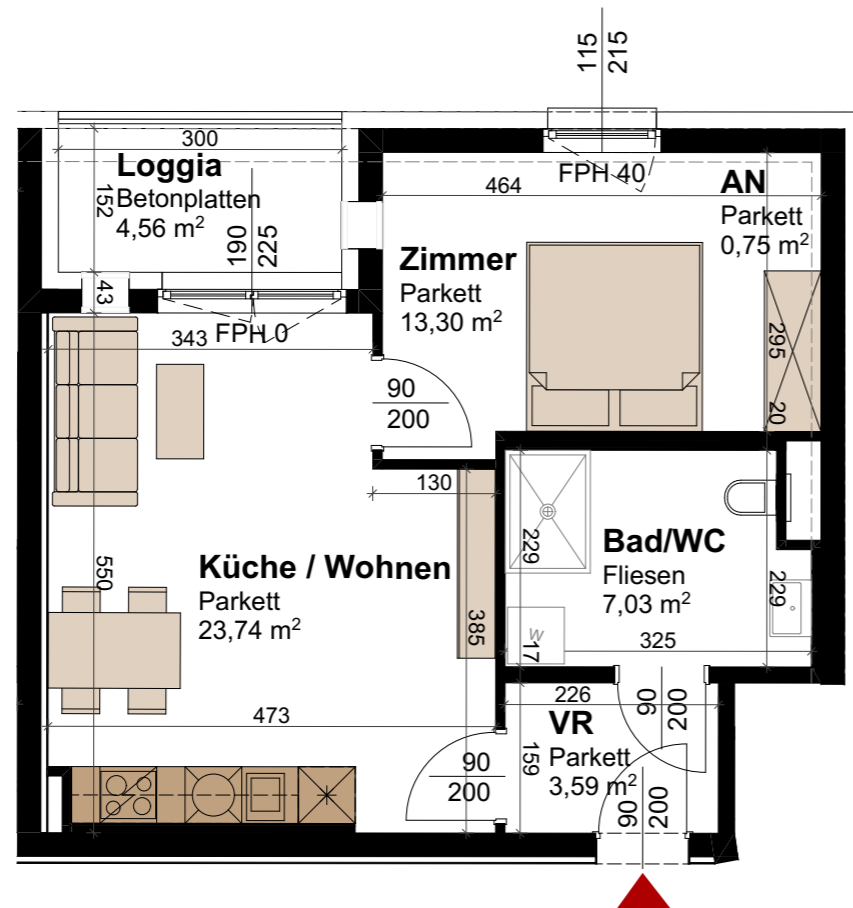 115
215
300
Loggia
Betonplatten
4,56 m²
152
190
225
43
343
FPH 0
FPH 40
464
AN
Parkett
0,75 m²
Zimmer
Parkett
13,30 m²
295
20
90
200
130
550
Küche / Wohnen
Parkett
23,74 m²
385
473
229
Bad/WC
Fliesen
7,03 m²
229
W
17
325
226
VR
Parkett
3,59 m²
159
90
200
90
200
90
200